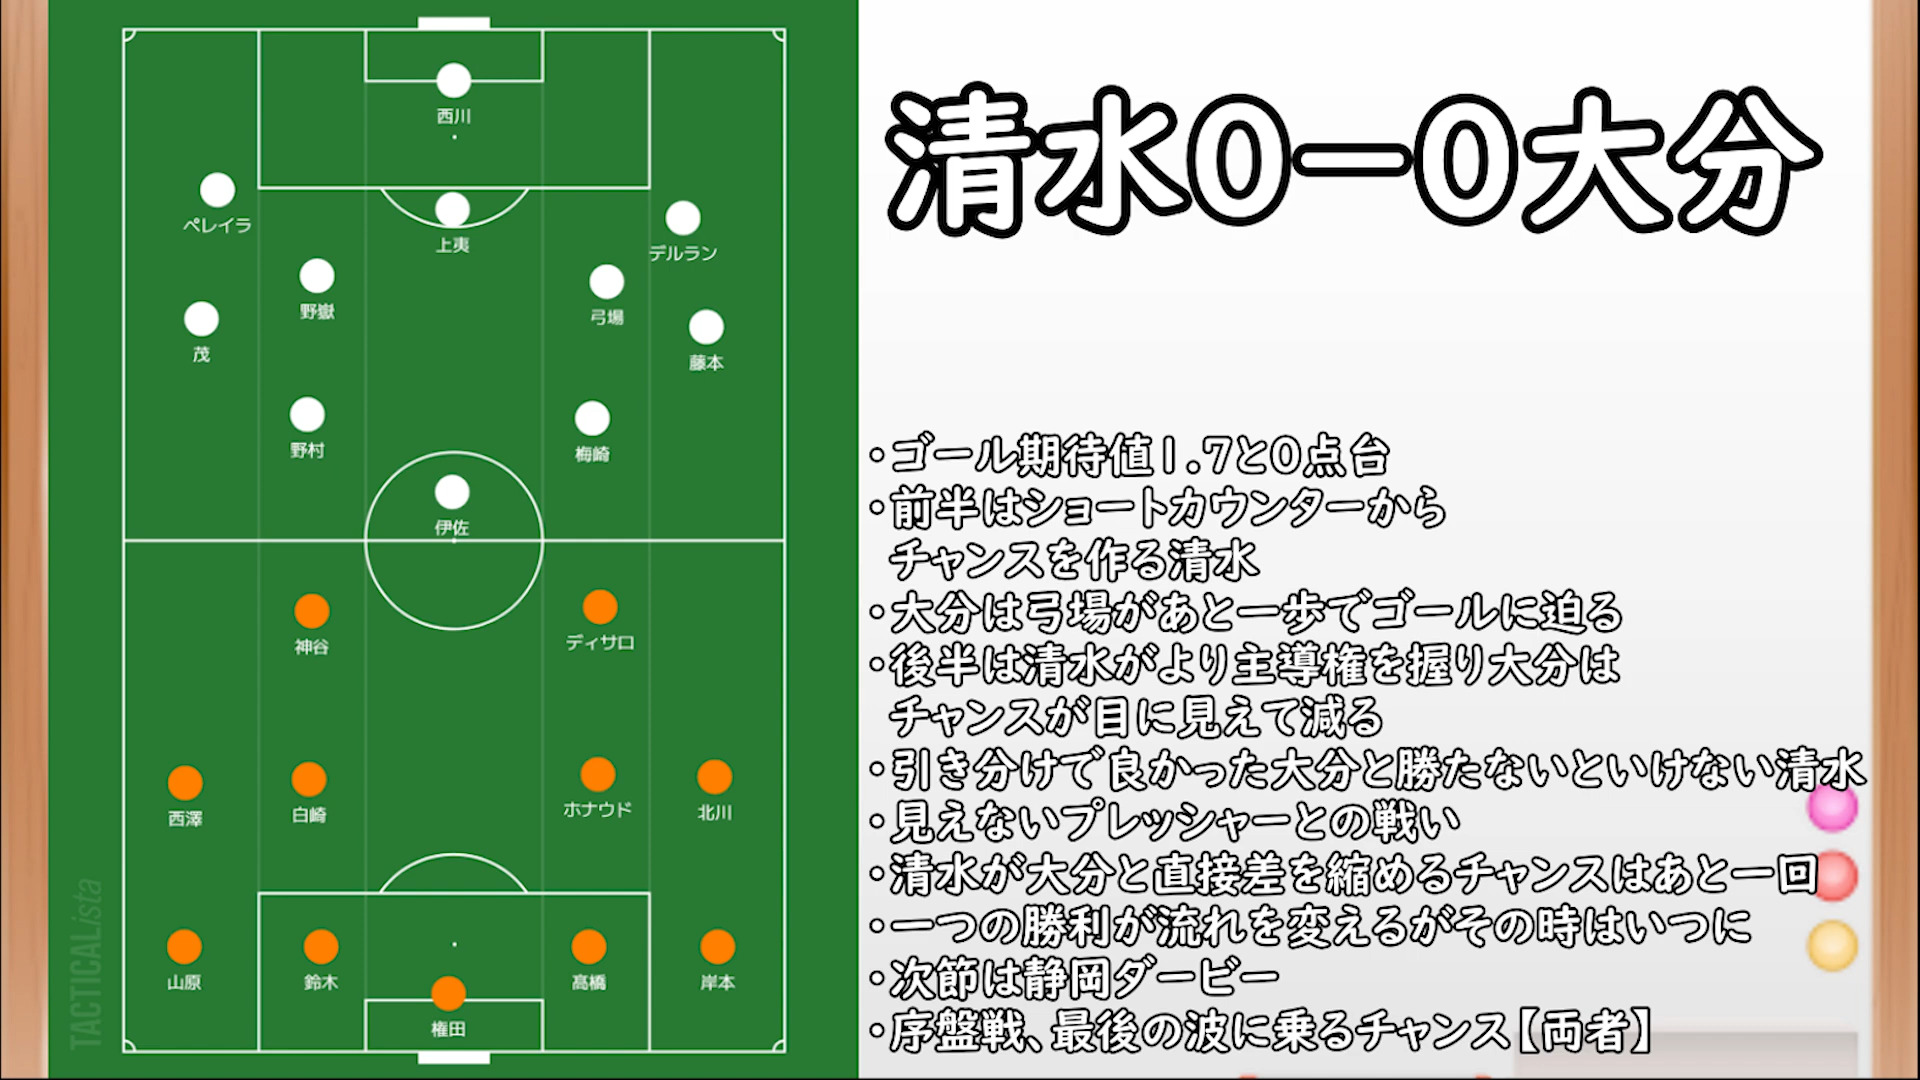 清水0ー0大分
西川
ペレイラ
上夷
デルラン
野嶽
弓場
茂
藤本
野村
梅崎
伊佐
神谷
ディサロ
西澤
白崎
ホナウド
北川
山原
鈴木
高橋
岸本
権田
TACTICALista
・ゴール期待値1.7と0点台
・前半はショートカウンターから
チャンスを作る清水
・大分は弓場があと一歩でゴールに迫る
・後半は清水がより主導権を握り大分は
チャンスが目に見えて減る
・引き分けで良かった大分と勝たないといけない清水
・見えないプレッシャーとの戦い
・清水が大分と直接差を縮めるチャンスはあと一回
・一つの勝利が流れを変えるがその時はいつに
・次節は静岡ダービー
・序盤戦、最後の波に乗るチャンス【両者】